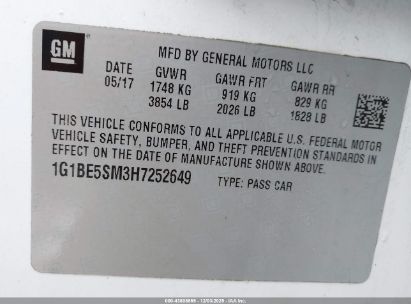 GM
MFD BY GENERAL MOTORS LLC
DATE GVWR GAWR FRT GAWR RR
05/17 1748 KG 919 KG 829 KG
3854 LB 2026 LB 1828 LB
THIS VEHICLE CONFORMS TO ALL APPLICABLE U.S. FEDERAL MOTOR
VEHICLE SAFETY, BUMPER, AND THEFT PREVENTION STANDARDS IN
EFFECT ON THE DATE OF MANUFACTURE SHOWN ABOVE.
1G1BE5SM3H7252649 TYPE: PASS CAR